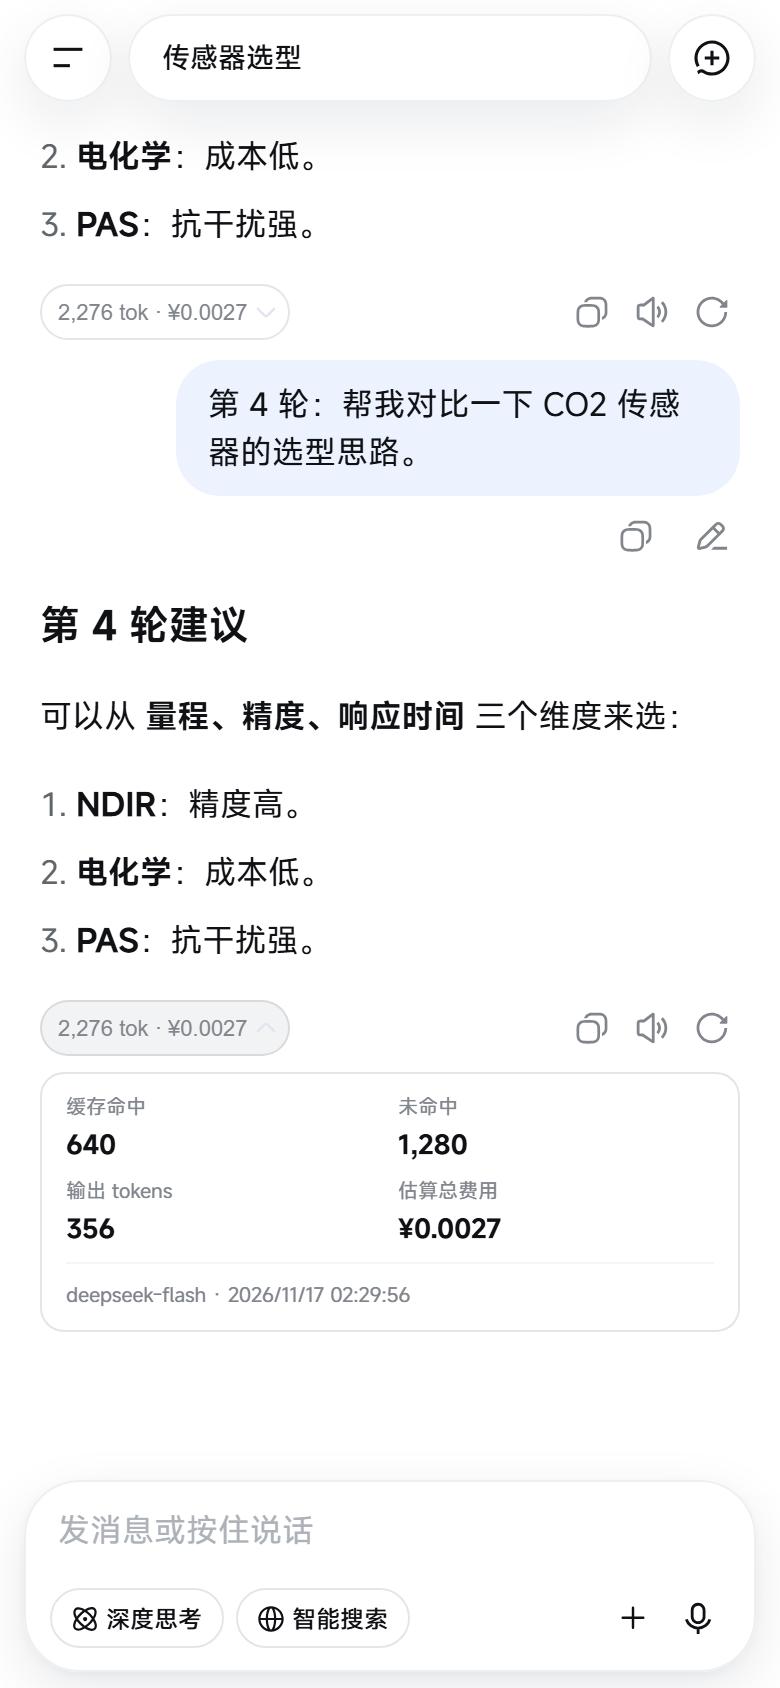 传感器选型
2. 电化学：成本低。
3. PAS：抗干扰强。
2,276 tok · ¥0.0027
第 4 轮：帮我对比一下 CO2 传感
器的选型思路。
第 4 轮建议
可以从 量程、精度、响应时间 三个维度来选：
1. NDIR：精度高。
2. 电化学：成本低。
3. PAS：抗干扰强。
2,276 tok · ¥0.0027
缓存命中 未命中
640 1,280
输出 tokens 估算总费用
356 ¥0.0027
deepseek-flash · 2026/11/17 02:29:56
发消息或按住说话
深度思考 智能搜索